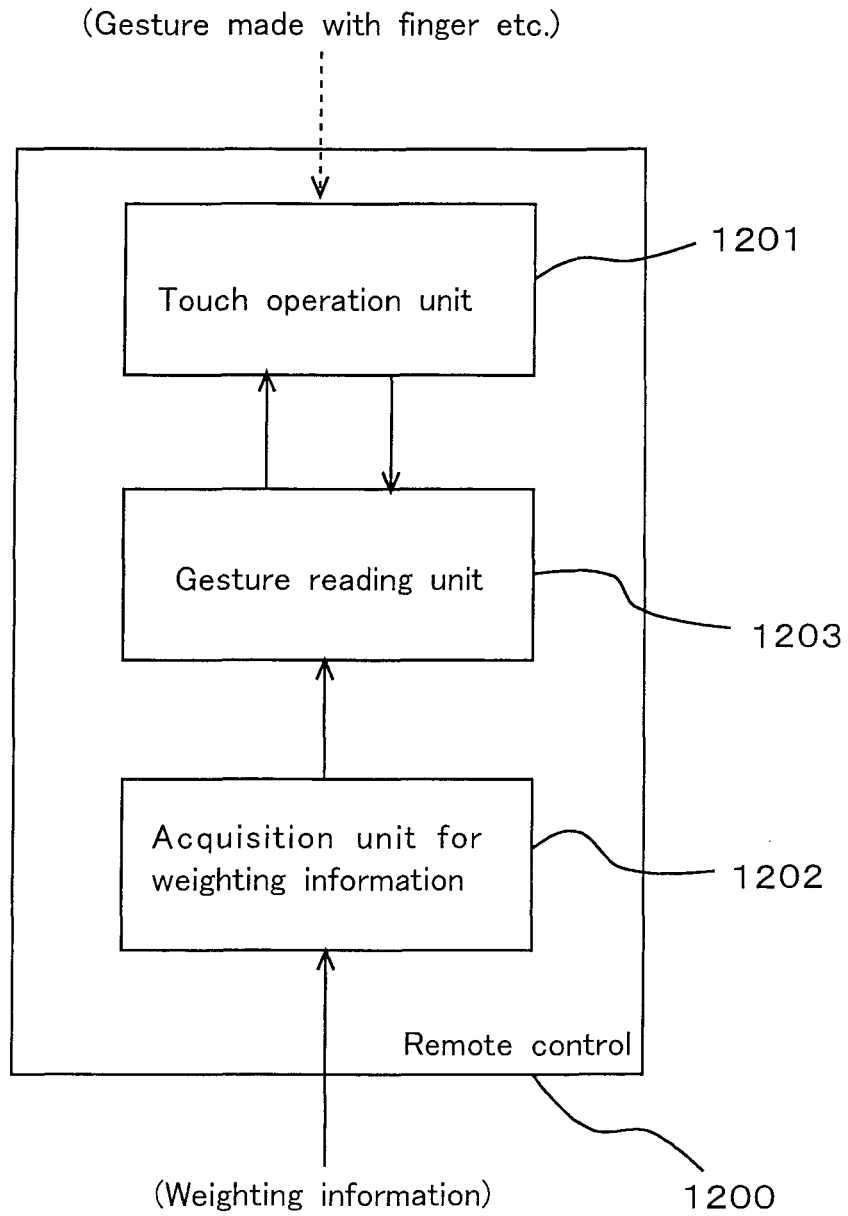 (Gesture made with finger etc.)
1201
Touch operation unit
Gesture reading unit
1203
Acquisition unit for
weighting information
1202
Remote control
(Weighting information)
1200